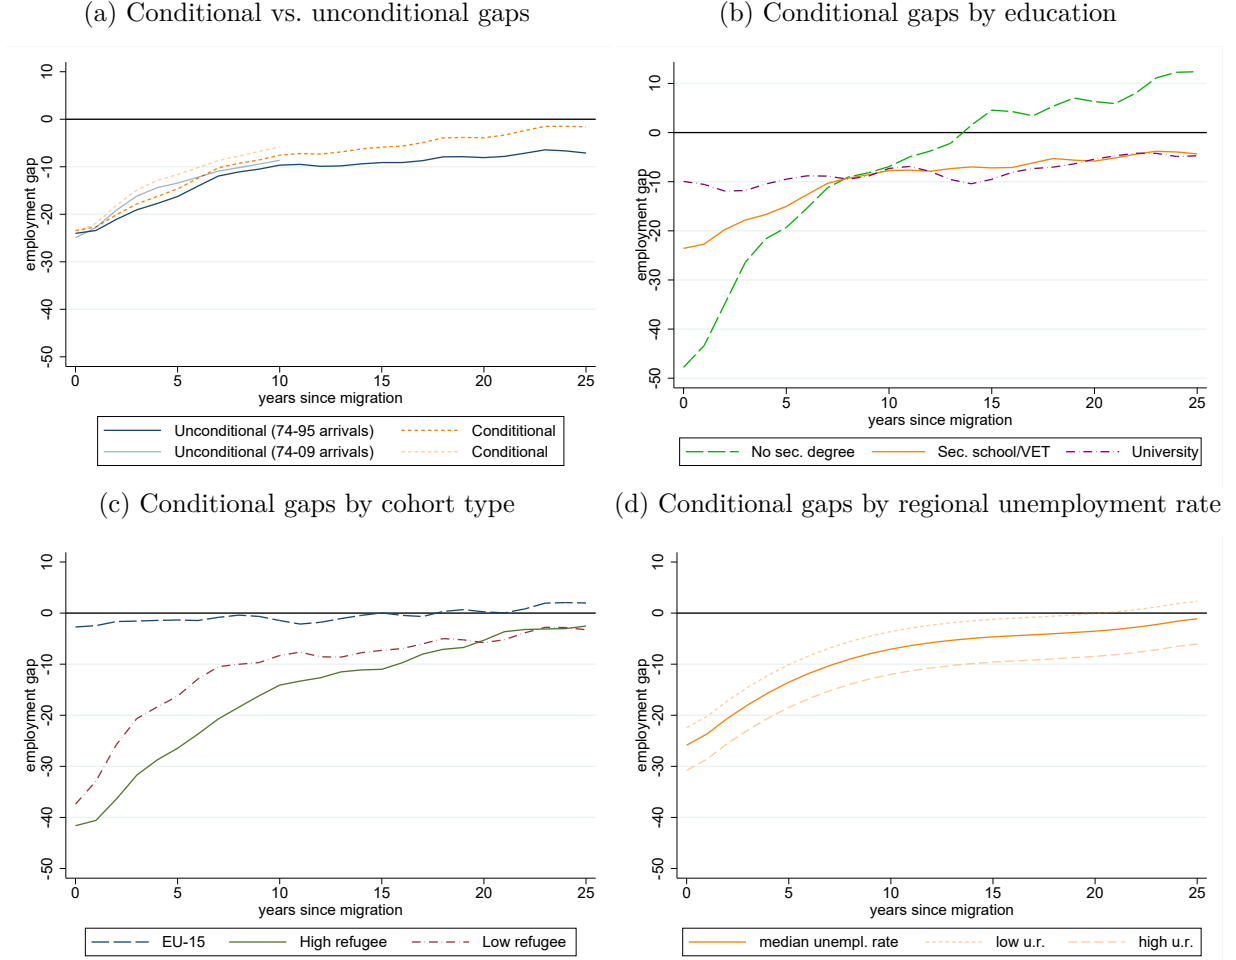 (a) Conditional vs. unconditional gaps
employment gap
10
0
-10
-20
-30
-40
-50
0 5 10 15 20 25
years since migration
Unconditional (74-95 arrivals) Condititional
Unconditional (74-09 arrivals) Conditional
(b) Conditional gaps by education
employment gap
10
0
-10
-20
-30
-40
-50
0 5 10 15 20 25
years since migration
No sec. degree Sec. school/VET University
(c) Conditional gaps by cohort type
employment gap
10
0
-10
-20
-30
-40
-50
0 5 10 15 20 25
years since migration
EU-15 High refugee Low refugee
(d) Conditional gaps by regional unemployment rate
employment gap
10
0
-10
-20
-30
-40
-50
0 5 10 15 20 25
years since migration
median unempl. rate low u.r. high u.r.